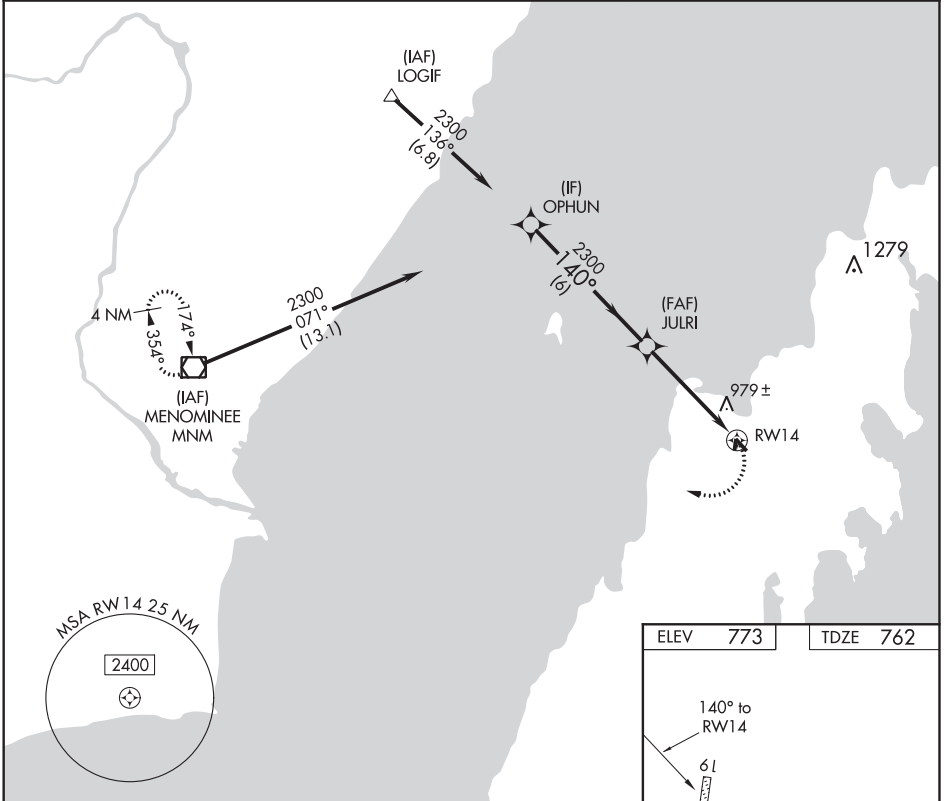 (IAF)
LOGIF
2300
136°
(6.8)
(IF)
OPHUN
2300
140°
(6)
1279
(FAF)
JULRI
2300
071°
(13.1)
4 NM
174°
354°
(IAF)
MENOMINEE
MNM
979 ±
RW14
MSA RW14 25 NM
2400
ELEV 773
TDZE 762
140° to
RW14
19